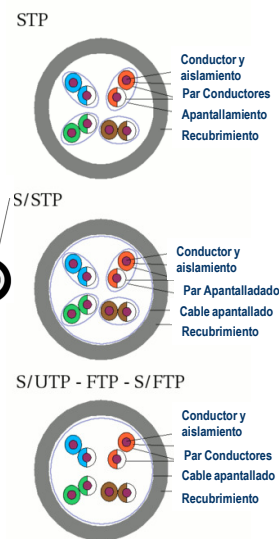 STP
Conductor y
aislamiento
Par Conductores
Apantallamiento
Recubrimiento
S/STP
Conductor y
aislamiento
Par Apantalladado
Cable apantallado
Recubrimiento
S/UTP - FTP - S/FTP
Conductor y
aislamiento
Par Conductores
Cable apantallado
Recubrimiento